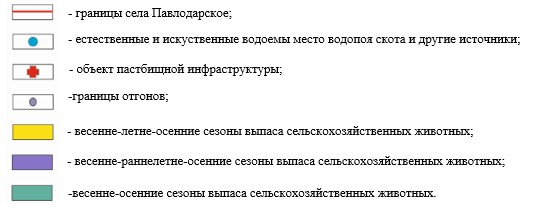 - границы села Павлодарское;
- естественные и искуственные водоемы место водопоя скота и другие источники;
- объект пастбищной инфраструктуры;
-границы отгонов;
- весенне-летне-осенние сезоны выпаса сельскохозяйственных животных;
- весенне-раннелетне-осенние сезоны выпаса сельскохозяйственных животных;
-весенне-осенние сезоны выпаса сельскохозяйственных животных.